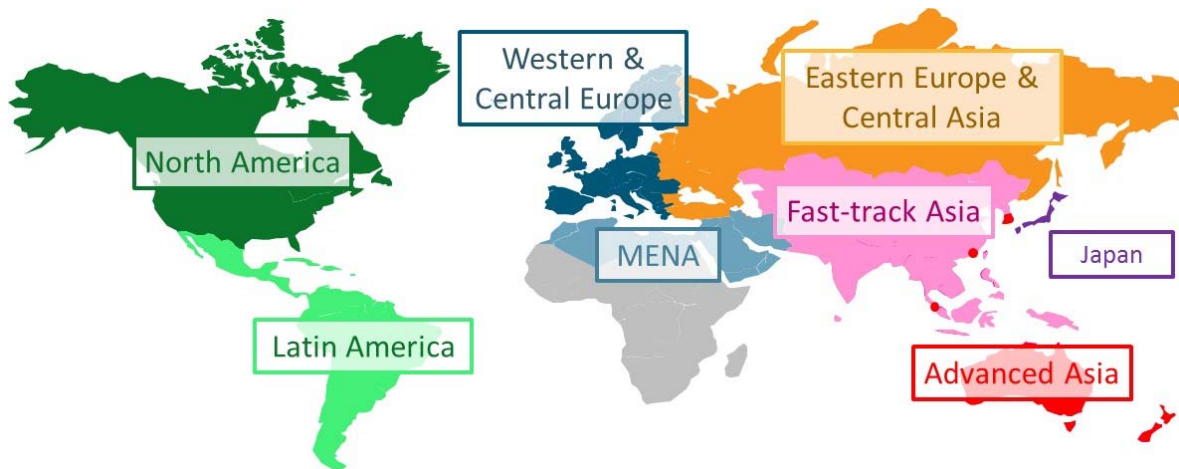 Western &
Central Europe
Eastern Europe &
Central Asia
North America
Fast-track Asia
MENA
Japan
Latin America
Advanced Asia